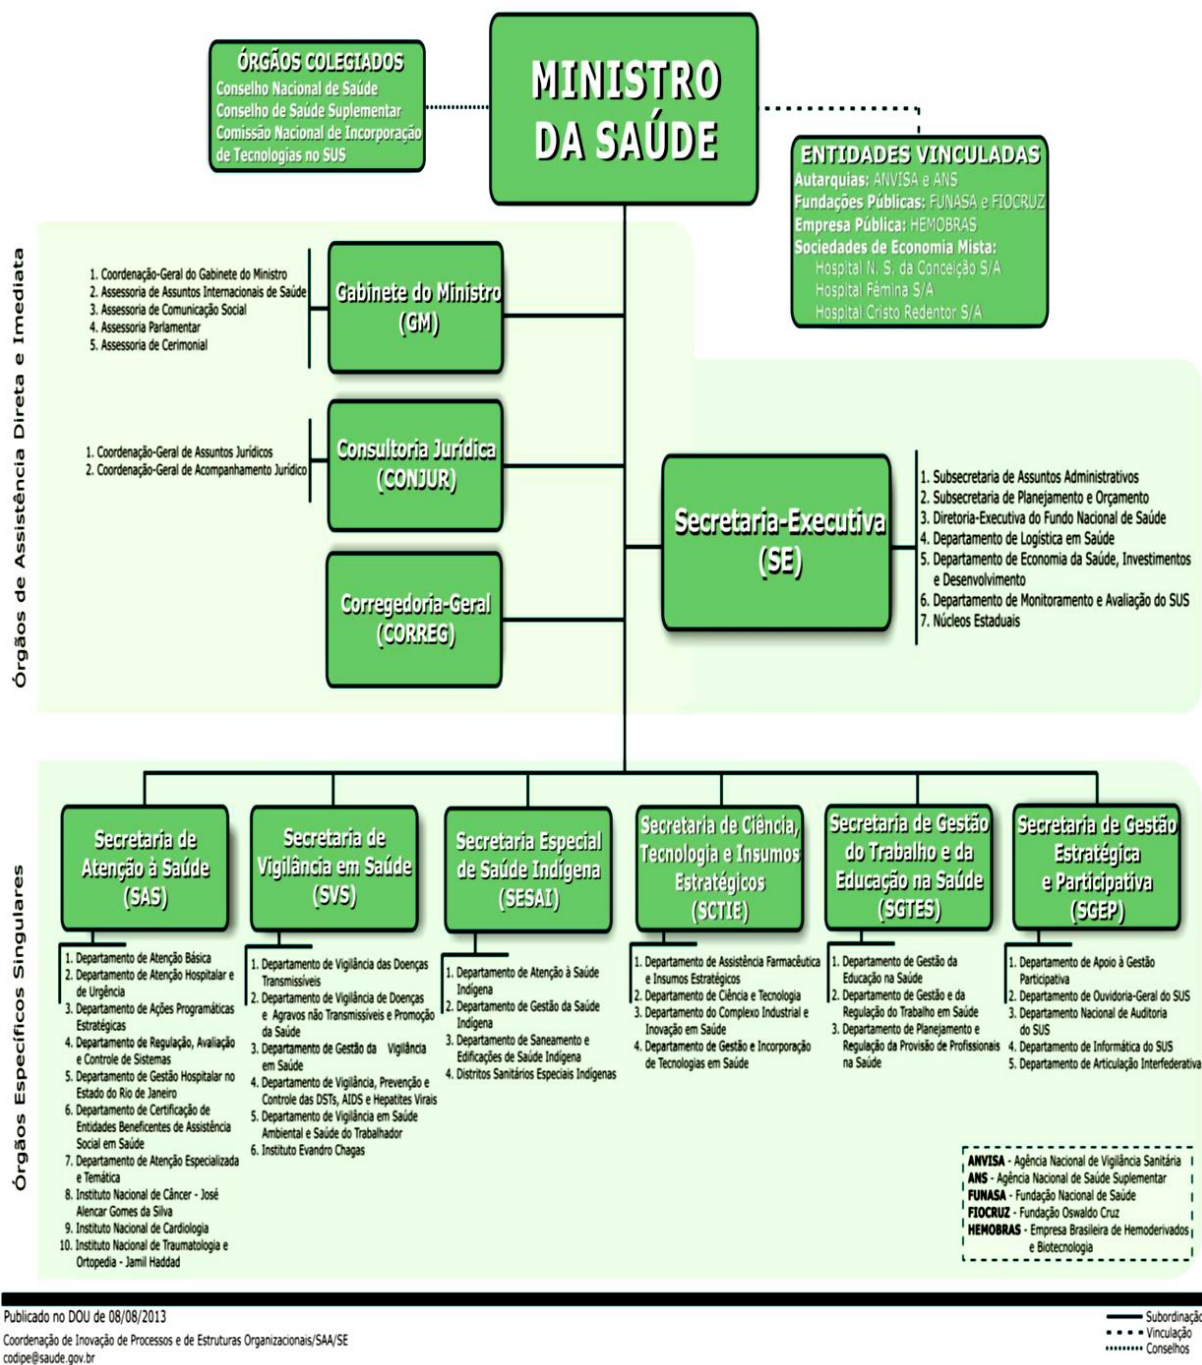 ÓRGÃOS COLEGIADOS
Conselho Nacional de Saúde
Conselho de Saúde Suplementar
Comissão Nacional de Incorporação
de Tecnologias no SUS
MINISTRO
DA SAÚDE
ENTIDADES VINCULADAS
Autarquias: ANVISA e ANS
Fundações Públicas: FUNASA e FIOCRUZ
Empresa Pública: HEMOBRAS
Sociedades de Economia Mista:
Hospital N. S. da Conceição S/A
Hospital Fêmina S/A
Hospital Cristo Redentor S/A
Órgãos de Assistência Direta e Imediata
1. Coordenação-Geral do Gabinete do Ministro
2. Assessoria de Assuntos Internacionais de Saúde
3. Assessoria de Comunicação Social
4. Assessoria Parlamentar
5. Assessoria de Cerimonial
Gabinete do Ministro
(GM)
1. Coordenação-Geral de Assuntos Jurídicos
2. Coordenação-Geral de Acompanhamento Jurídico
Consultoria Jurídica
(CONJUR)
Corregedoria-Geral
(CORREG)
Secretaria-Executiva
(SE)
1. Subsecretaria de Assuntos Administrativos
2. Subsecretaria de Planejamento e Orçamento
3. Diretoria-Executiva do Fundo Nacional de Saúde
4. Departamento de Logística em Saúde
5. Departamento de Economia da Saúde, Investimentos
e Desenvolvimento
6. Departamento de Monitoramento e Avaliação do SUS
7. Núcleos Estaduais
Órgãos Específicos Singulares
Secretaria de
Atenção à Saúde
(SAS)
1. Departamento de Atenção Básica
2. Departamento de Atenção Hospitalar e
de Urgência
3. Departamento de Ações Programáticas
Estratégicas
4. Departamento de Regulação, Avaliação
e Controle de Sistemas
5. Departamento de Gestão Hospitalar no
Estado do Rio de Janeiro
6. Departamento de Certificação de
Entidades Beneficentes de Assistência
Social em Saúde
7. Departamento de Atenção Especializada
e Temática
8. Instituto Nacional de Câncer - José
Alencar Gomes da Silva
9. Instituto Nacional de Cardiologia
10. Instituto Nacional de Traumatologia e
Ortopedia - Jamil Haddad
Secretaria de
Vigilância em Saúde
(SVS)
1. Departamento de Vigilância das Doenças
Transmissíveis
2. Departamento de Vigilância de Doenças
e Agravos não Transmissíveis e Promoção
da Saúde
3. Departamento de Gestão da Vigilância
em Saúde
4. Departamento de Vigilância, Prevenção e
Controle das DSTs, AIDS e Hepatites Virais
5. Departamento de Vigilância em Saúde
Ambiental e Saúde do Trabalhador
6. Instituto Evandro Chagas
Secretaria Especial
de Saúde Indígena
(SESAI)
1. Departamento de Atenção à Saúde
Indígena
2. Departamento de Gestão da Saúde
Indígena
3. Departamento de Saneamento e
Edificações de Saúde Indígena
4. Distritos Sanitários Especiais Indígenas
Secretaria de Ciência,
Tecnologia e Insumos
Estratégicos
(SCTIE)
1. Departamento de Assistência Farmacêutica
e Insumos Estratégicos
2. Departamento de Ciência e Tecnologia
3. Departamento do Complexo Industrial e
Inovação em Saúde
4. Departamento de Gestão e Incorporação
de Tecnologias em Saúde
Secretaria de Gestão
do Trabalho e da
Educação na Saúde
(SGTES)
1. Departamento de Gestão da
Educação na Saúde
2. Departamento de Gestão e da
Regulação do Trabalho em Saúde
3. Departamento de Planejamento e
Regulação da Provisão de Profissionais
na Saúde
Secretaria de Gestão
Estratégica
e Participativa
(SGEP)
1. Departamento de Apoio à Gestão
Participativa
2. Departamento de Ouvidoria-Geral do SUS
3. Departamento Nacional de Auditoria
do SUS
4. Departamento de Informática do SUS
5. Departamento de Articulação Interfederativa
ANVISA - Agência Nacional de Vigilância Sanitária
ANS - Agência Nacional de Saúde Suplementar
FUNASA - Fundação Nacional de Saúde
FIOCRUZ - Fundação Oswaldo Cruz
HEMOBRAS - Empresa Brasileira de Hemoderivados
e Biotecnologia
Publicado no DOU de 08/08/2013
Coordenação de Inovação de Processos e de Estruturas Organizacionais/SAA/SE
codipe@saude.gov.br
Subordinação
Vinculação
Conselhos